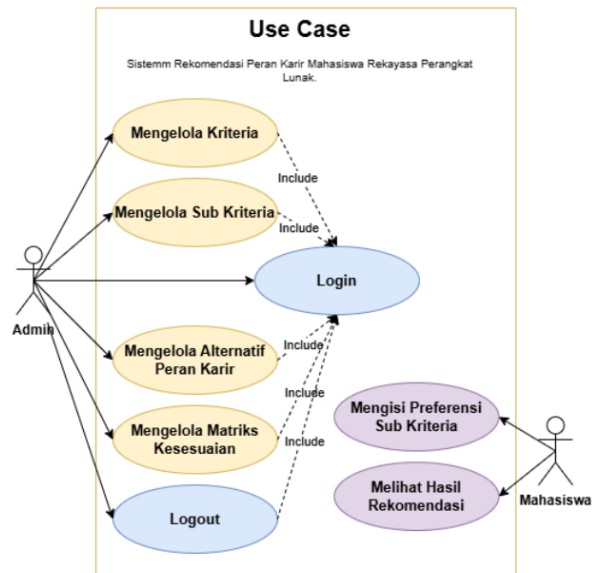 Use Case
Sistemm Rekomendasi Peran Karir Mahasiswa Rekayasa Perangkat
Lunak.
Mengelola Kriteria
Include
Mengelola Sub Kriteria
Include
Login
Admin
Mengelola Alternatif
Peran Karir
Include
Include
Mengelola Matriks
Kesesuaian
Include
Logout
Mengisi Preferensi
Sub Kriteria
Melihat Hasil
Rekomendasi
Mahasiswa